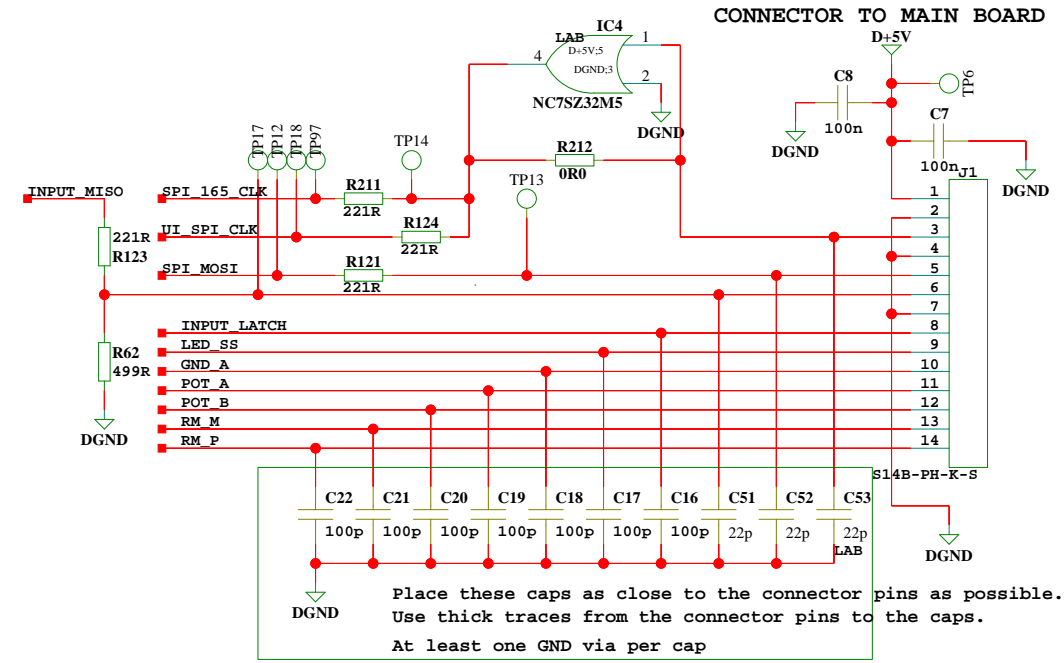 CONNECTOR TO MAIN BOARD
IC4
LAB
D+5V;5
DGND;3
1
2
4
NC7SZ32M5
DGND
D+5V
TP6
C8
100n
DGND
C7
100n
DGND
J1
TP17
TP12
TP18
TP97
TP14
R212
0R0
TP13
INPUT_MISO
SPI_165_CLK
R211
221R
1
2
221R
R123
UI_SPI_CLK
R124
221R
3
4
SPI_MOSI
R121
221R
5
6
7
INPUT_LATCH
8
R62
499R
LED_SS
9
GND_A
10
POT_A
11
POT_B
12
DGND
RM_M
13
RM_P
14
S14B-PH-K-S
C22
C21
C20
C19
C18
C17
C16
C51
C52
C53
100p
100p
100p
100p
100p
100p
100p
22p
22p
22p
LAB
DGND
DGND
Place these caps as close to the connector pins as possible.
Use thick traces from the connector pins to the caps.
At least one GND via per cap